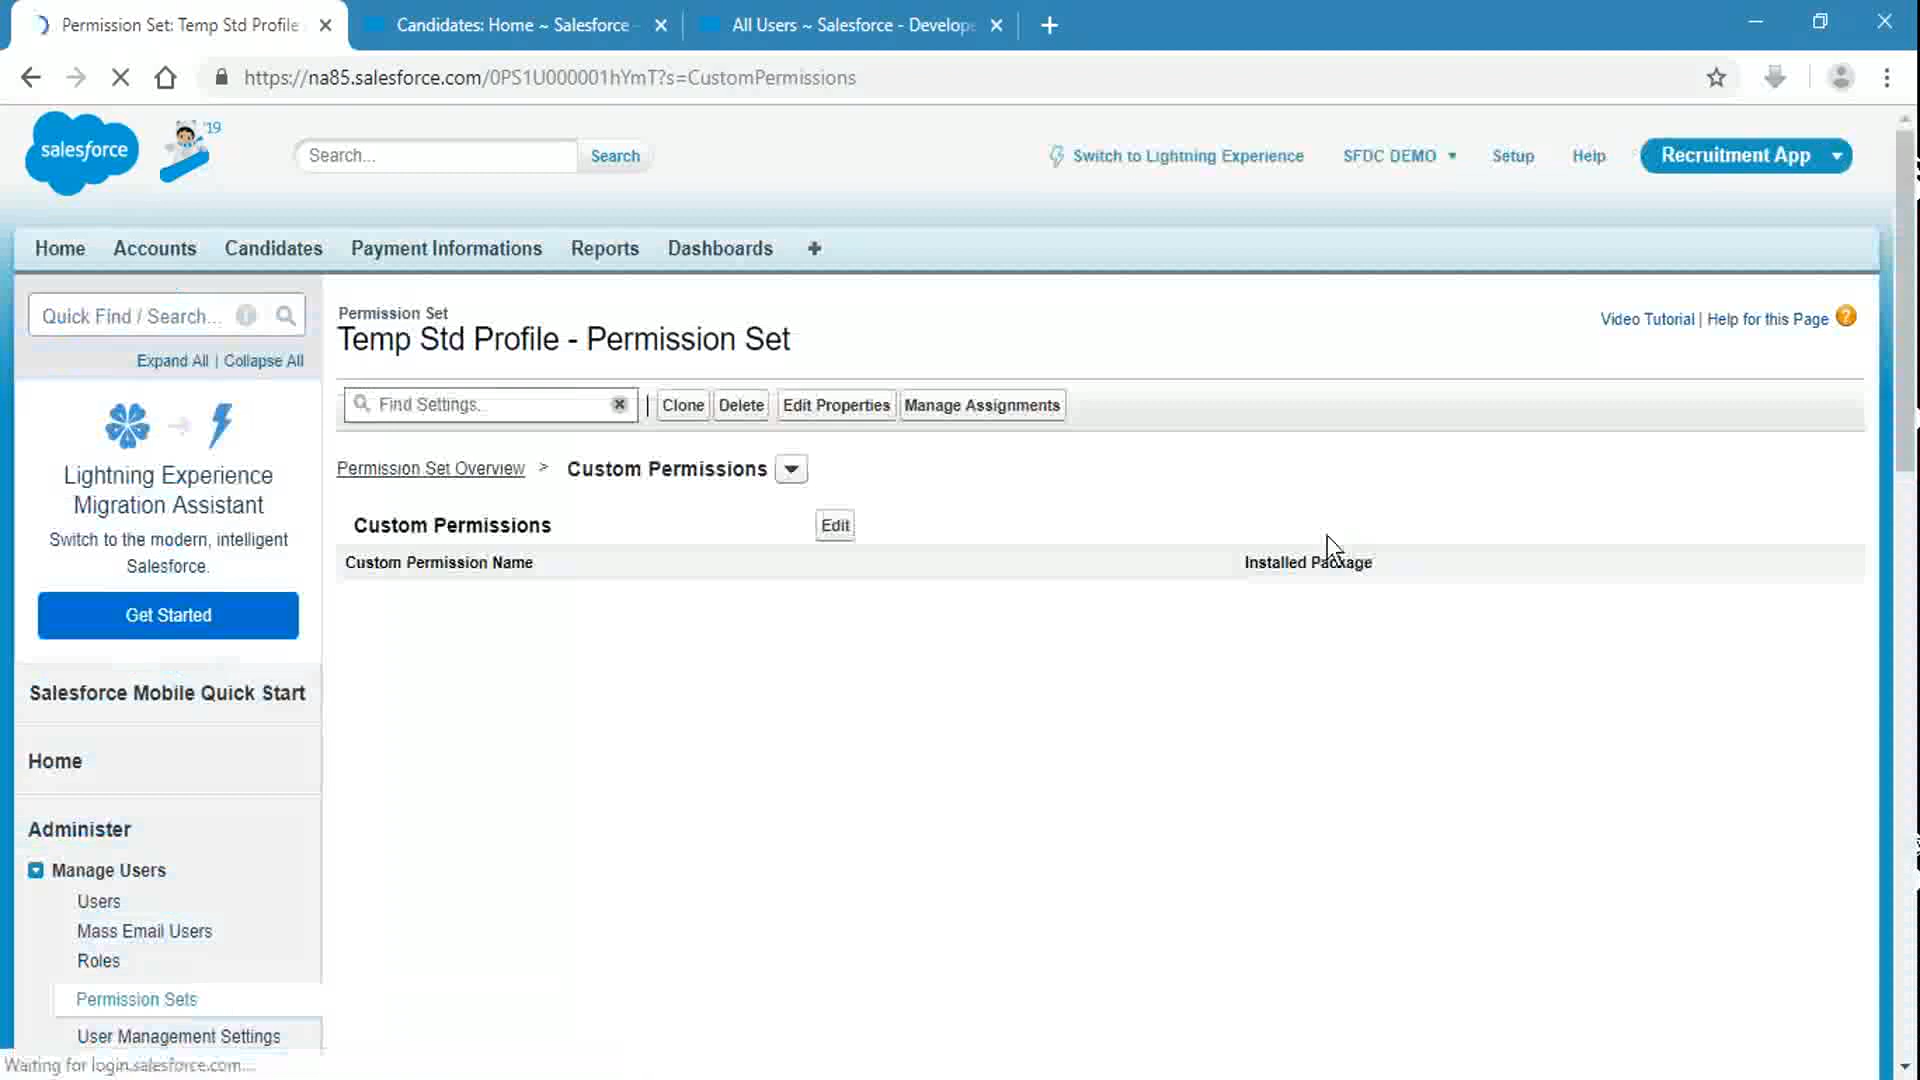 Permission Set: Temp Std Profile
Candidates: Home ~ Salesforce -
All Users ~ Salesforce - Develope
https://na85.salesforce.com/0PS1U000001hYmT?s=CustomPermissions
salesforce
'19
Search...
Search
Switch to Lightning Experience
SFDC DEMO
Setup
Help
Recruitment App
Home
Accounts
Candidates
Payment Informations
Reports
Dashboards
Quick Find / Search...
Expand All | Collapse All
Lightning Experience
Migration Assistant
Switch to the modern, intelligent
Salesforce.
Get Started
Salesforce Mobile Quick Start
Home
Administer
Manage Users
Users
Mass Email Users
Roles
Permission Sets
User Management Settings
Permission Set
Temp Std Profile - Permission Set
Video Tutorial | Help for this Page
Find Settings...
Clone
Delete
Edit Properties
Manage Assignments
Permission Set Overview > Custom Permissions
Custom Permissions
Edit
Custom Permission Name
Installed Package
Waiting for login.salesforce.com...